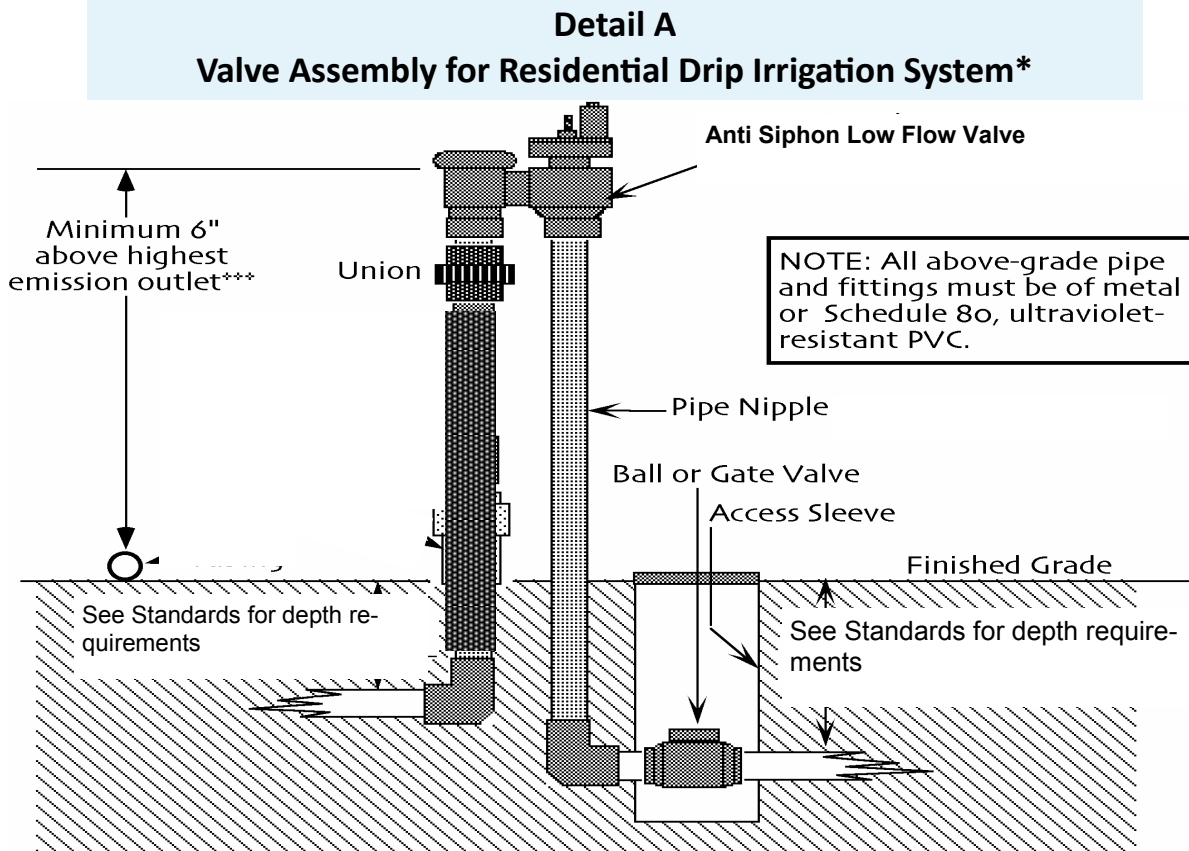 Detail A
Valve Assembly for Residential Drip Irrigation System*
Anti Siphon Low Flow Valve
Minimum 6"
above highest
emission outlet***
Union
NOTE: All above-grade pipe
and fittings must be of metal
or Schedule 80, ultraviolet-
resistant PVC.
Pipe Nipple
Ball or Gate Valve
Access Sleeve
Finished Grade
See Standards for depth re-
quirements
See Standards for depth require-
ments